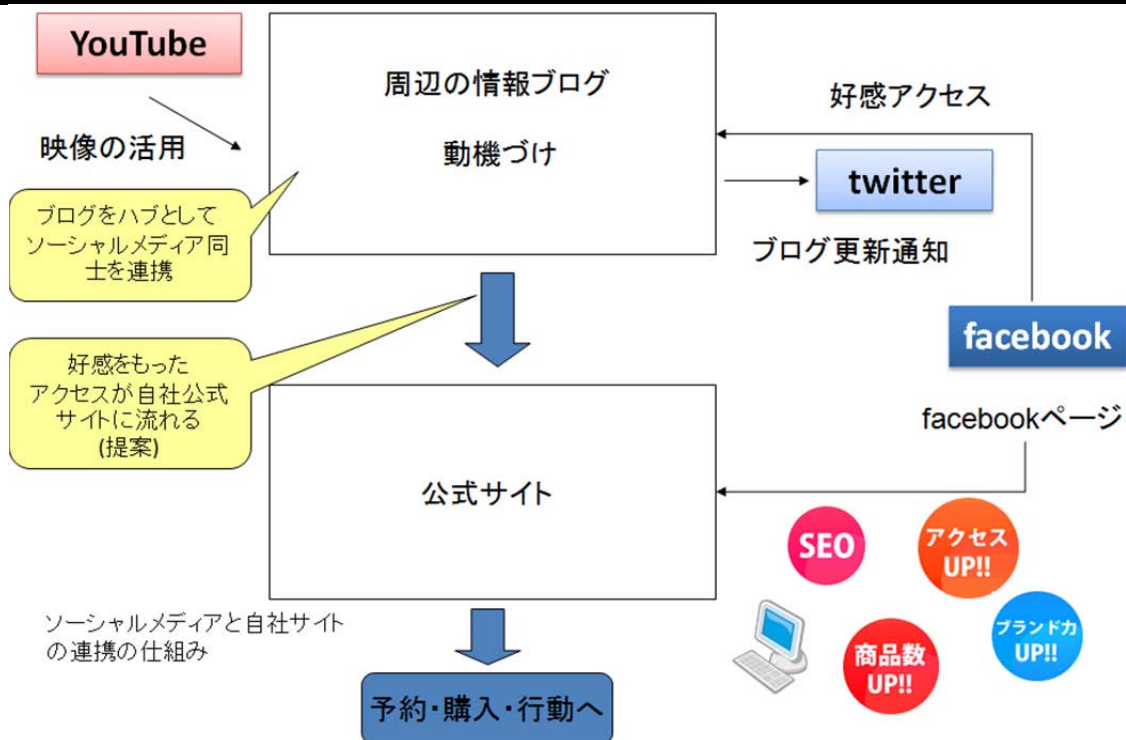 YouTube
映像の活用
周辺の情報ブログ
動機づけ
好感アクセス
twitter
ブログ更新通知
ブログをハブとして
ソーシャルメディア同
士を連携
facebook
好感をもった
アクセスが自社公式
サイトに流れる
(提案)
facebookページ
公式サイト
SEO
アクセス
UP!!
ブランド力
UP!!
商品数
UP!!
ソーシャルメディアと自社サイト
の連携の仕組み
予約・購入・行動へ